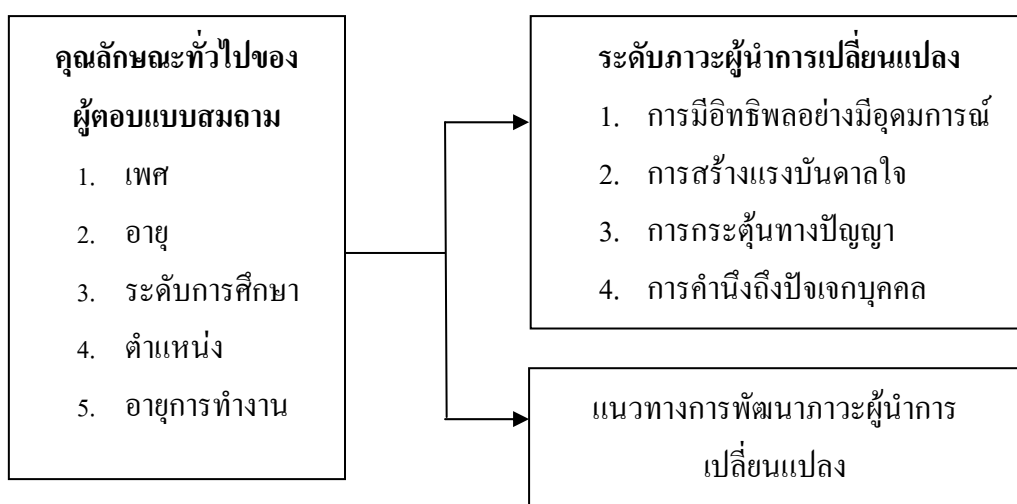 คุณลักษณะทั่วไปของ
ผู้ตอบแบบสมถาม
1. เพศ
2. อายุ
3. ระดับการศึกษา
4. ตำแหน่ง
5. อายุการทำงาน
ระดับภาวะผู้นำการเปลี่ยนแปลง
1. การมีอิทธิพลอย่างมีอุดมการณ์
2. การสร้างแรงบันดาลใจ
3. การกระตุ้นทางปัญญา
4. การคำนึงถึงปัจเจกบุคคล
แนวทางการพัฒนาภาวะผู้นำการ
เปลี่ยนแปลง